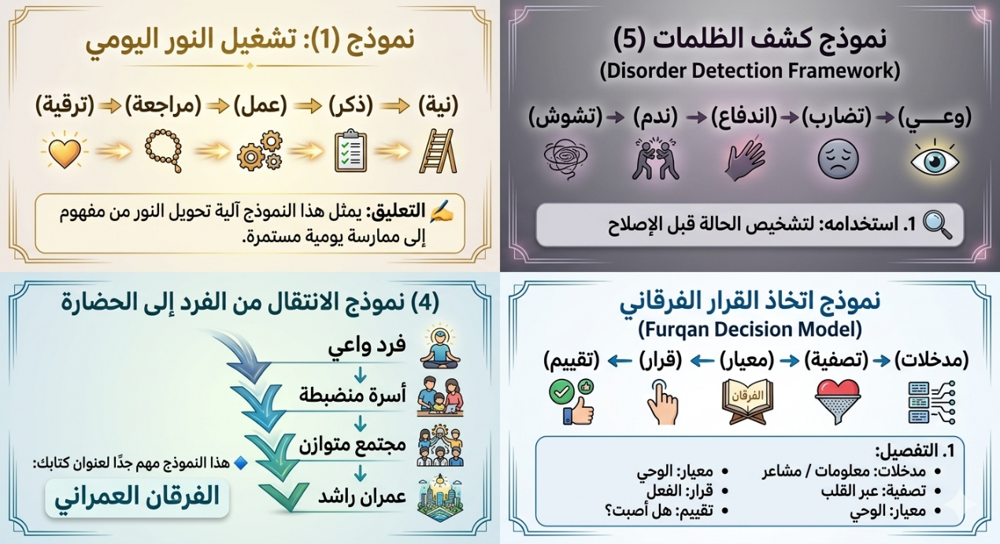 نموذج (1): تشغيل النور اليومي
(نية) (ذكر) (عمل) (مراجعة) (ترقية)
✍️ التعليق: يمثل هذا النموذج آلية تحويل النور من مفهوم
إلى ممارسة يومية مستمرة.
نموذج كشف الظلمات (5)
(Disorder Detection Framework)
(وعـــي) (تضارب) (اندفاع) (ندم) (تشوش)
1. استخدامه: لتشخيص الحالة قبل الإصلاح
(4) نموذج الانتقال من الفرد إلى الحضارة
فرد واعي
أسرة منضبطة
مجتمع متوازن
عمران راشد
هذا النموذج مهم جدًا لعنوان كتابك:
الفرقان العمراني
نموذج اتخاذ القرار الفرقاني
(Furqan Decision Model)
(مدخلات) (تصفية) (معيار) (قرار) (تقييم)
الفرقان
1. التفصيل:
• مدخلات: معلومات / مشاعر
• تصفية: عبر القلب
• معيار: الوحي
• معيار: الوحي
• قرار: الفعل
• تقييم: هل أصبت؟